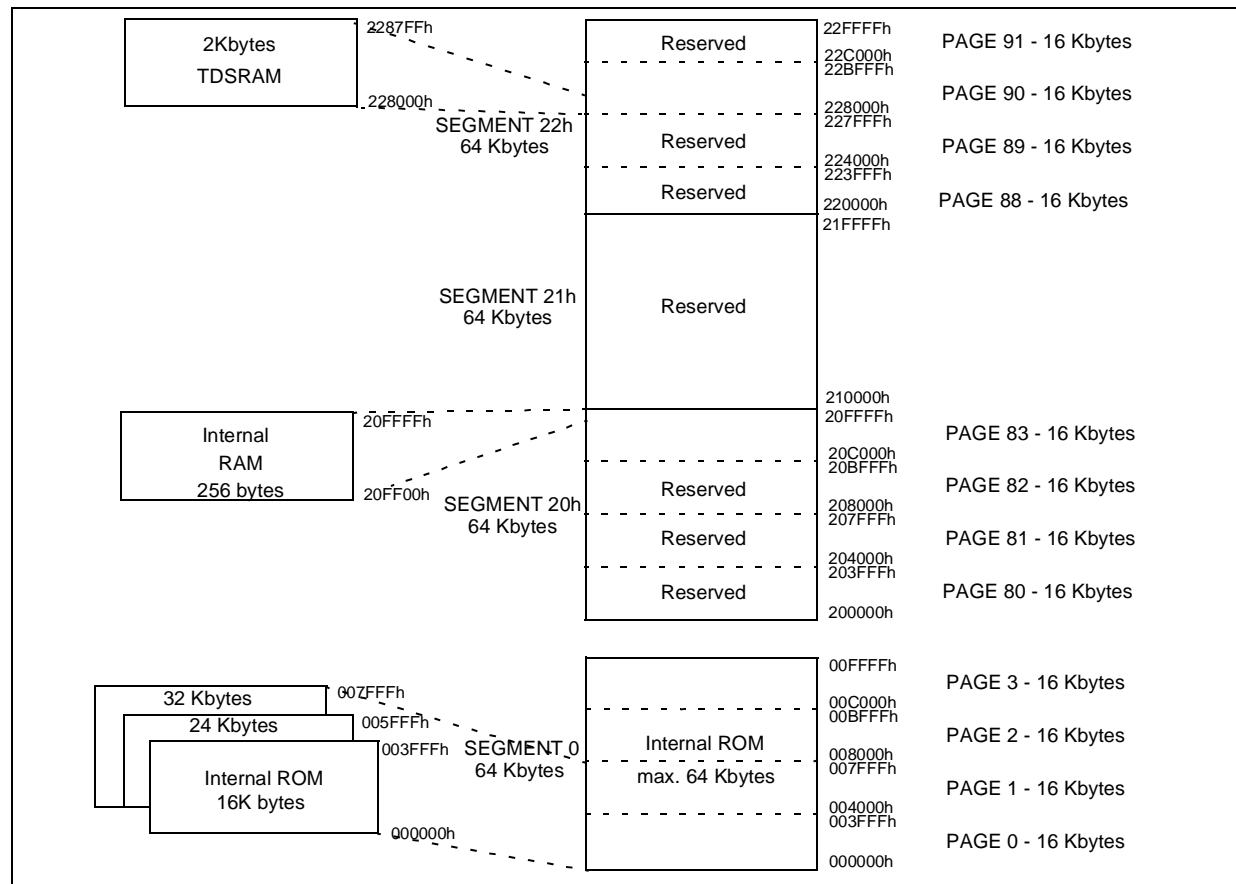 2Kbytes
TDSRAM
2287FFh
228000h
SEGMENT 22h
64 Kbytes
Reserved
22FFFFh
PAGE 91 - 16 Kbytes
22C000h
22BFFFh
PAGE 90 - 16 Kbytes
228000h
227FFFh
Reserved
PAGE 89 - 16 Kbytes
224000h
223FFFh
Reserved
PAGE 88 - 16 Kbytes
220000h
21FFFFh
SEGMENT 21h
64 Kbytes
Reserved
210000h
20FFFFh
Internal
RAM
256 bytes
20FFFFh
20FF00h
SEGMENT 20h
64 Kbytes
PAGE 83 - 16 Kbytes
20C000h
20BFFFh
Reserved
PAGE 82 - 16 Kbytes
208000h
207FFFh
Reserved
PAGE 81 - 16 Kbytes
204000h
203FFFh
Reserved
PAGE 80 - 16 Kbytes
200000h
32 Kbytes
007FFFh
24 Kbytes
005FFFh
003FFFh
Internal ROM
16K bytes
000000h
SEGMENT 0
64 Kbytes
Internal ROM
max. 64 Kbytes
00FFFFh
PAGE 3 - 16 Kbytes
00C000h
00BFFFh
PAGE 2 - 16 Kbytes
008000h
007FFFh
PAGE 1 - 16 Kbytes
004000h
003FFFh
PAGE 0 - 16 Kbytes
000000h